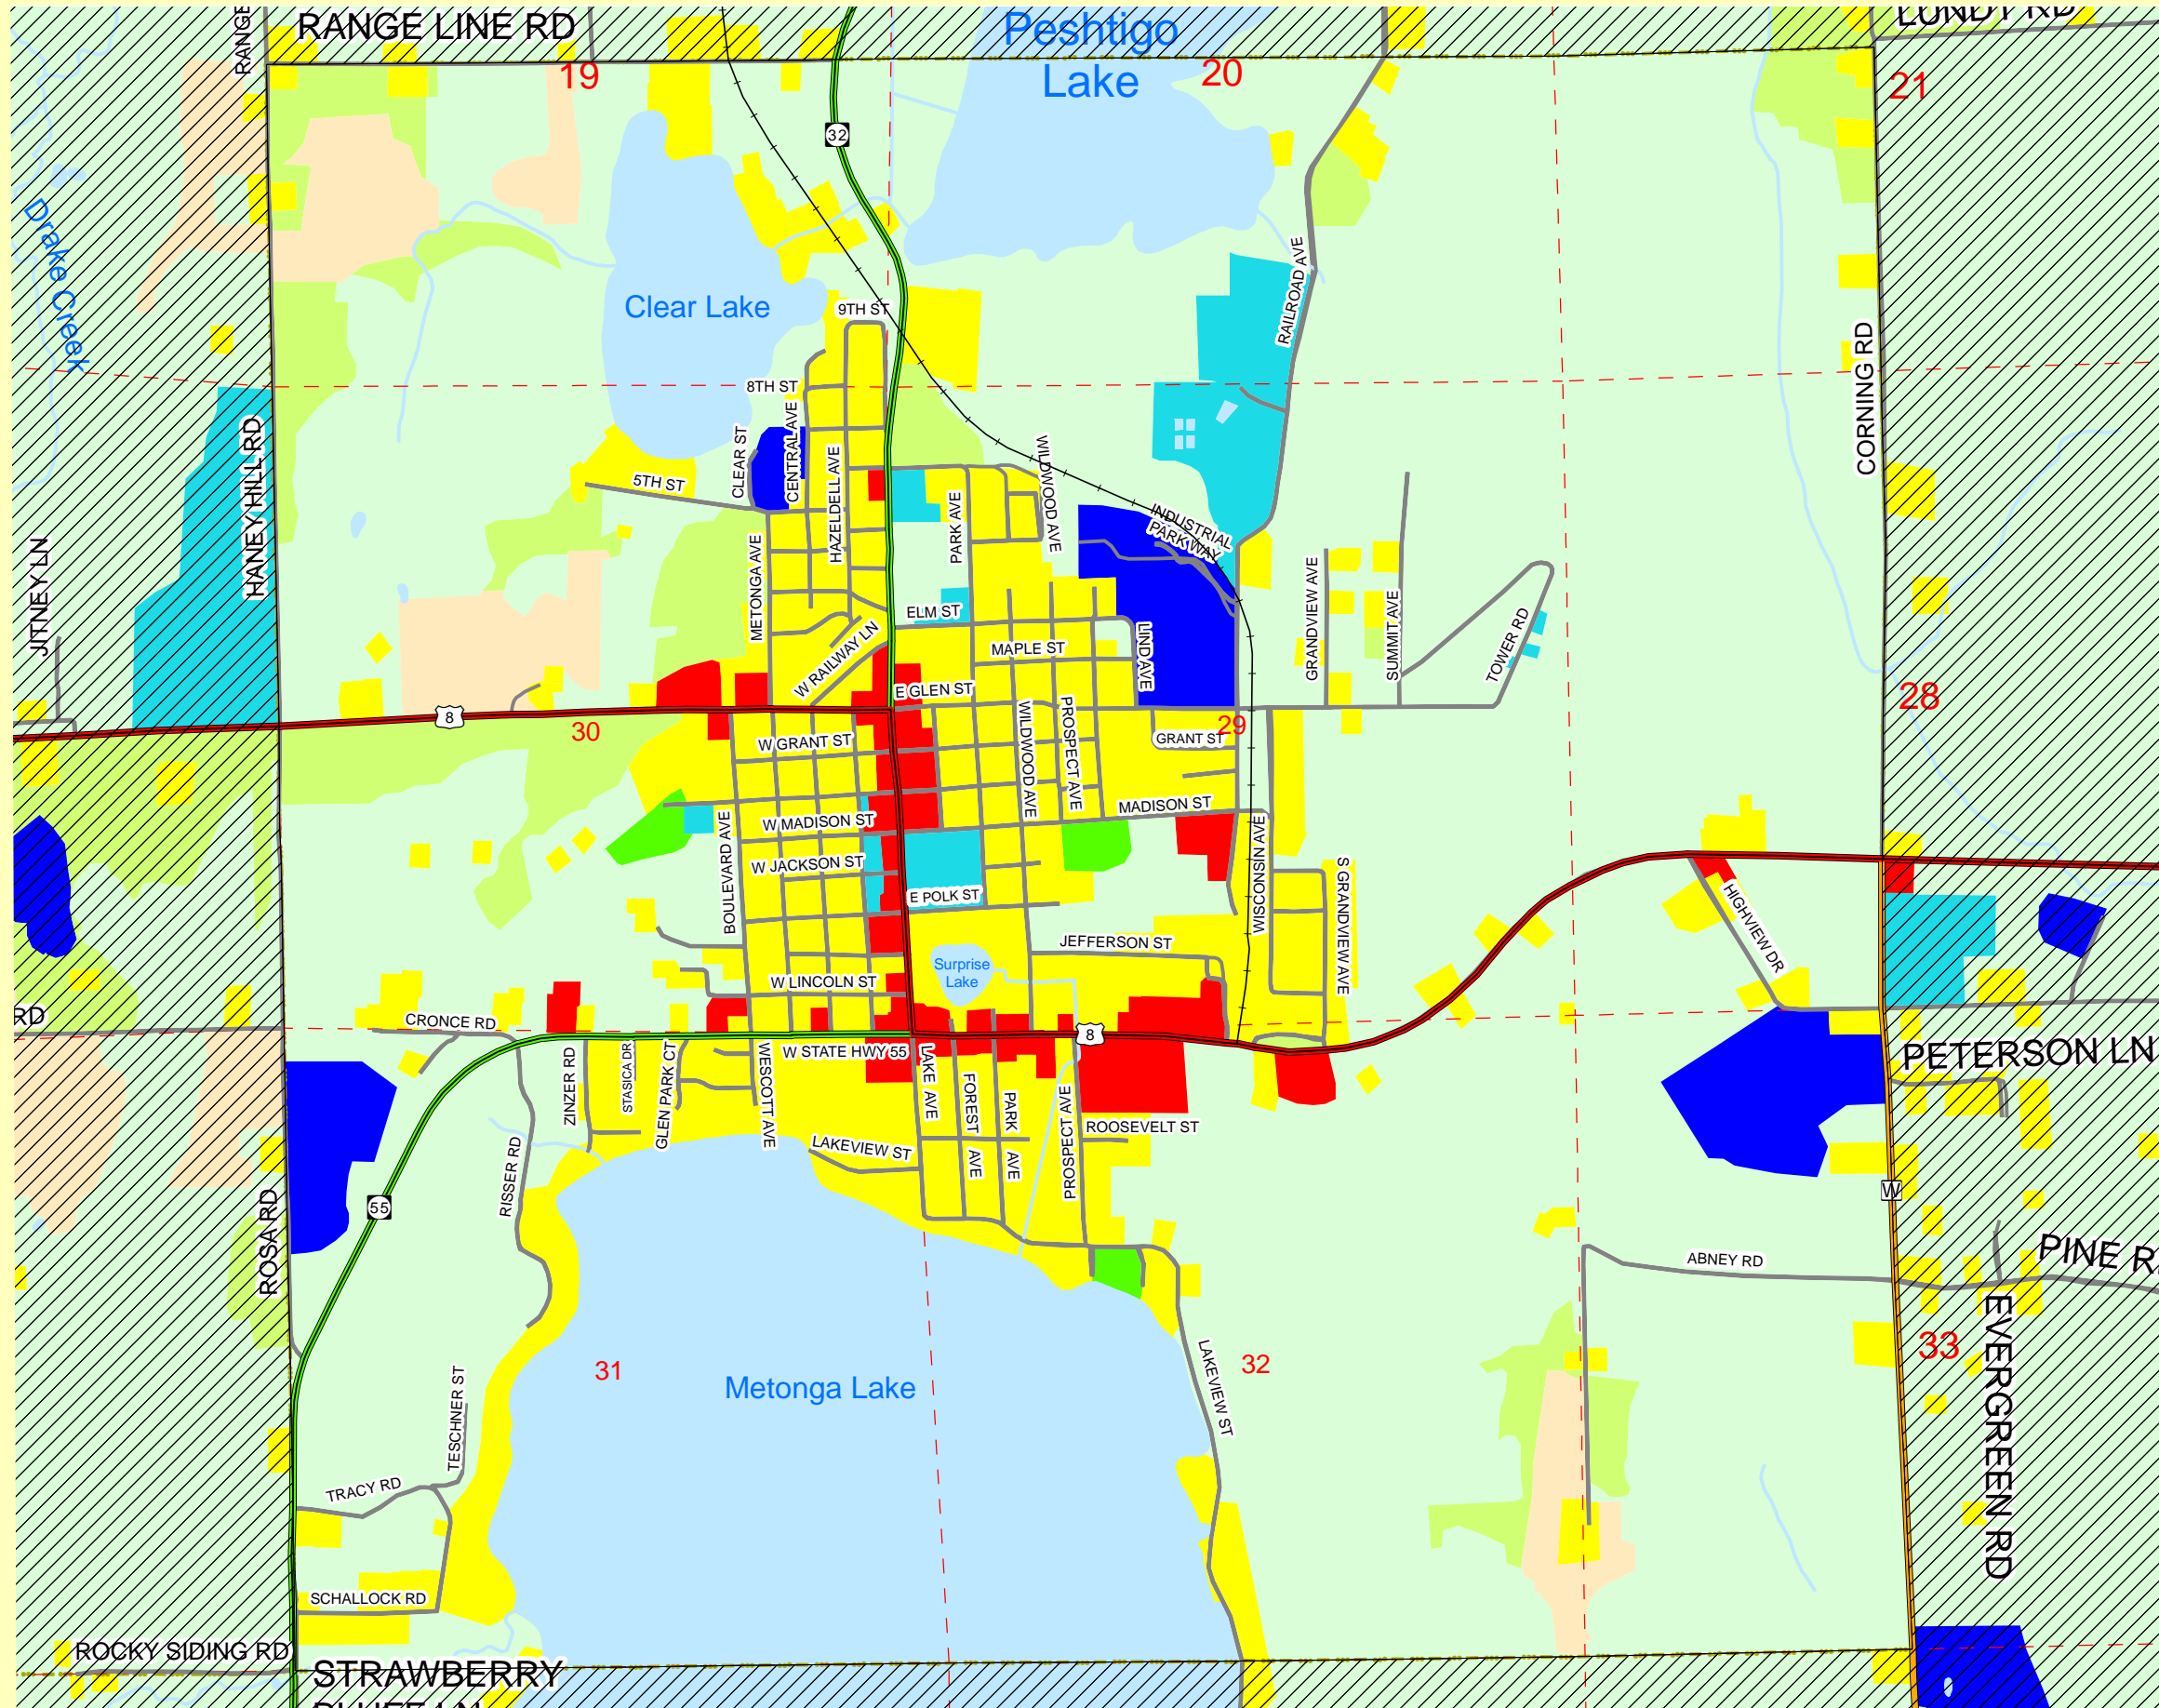 RANGE LINE RD
RANGE
Peshtigo
Lake
LUNDT RD
19
20
21
32
Drake Creek
Clear Lake
RAILROAD AVE
9TH ST
8TH ST
CORNING RD
HANEY HILL RD
CLEAR ST
CENTRAL AVE
HAZELDELL AVE
5TH ST
PARK AVE
WILDWOOD AVE
INDUSTRIAL
PARK WAY
JITNEY LN
METONGA AVE
ELM ST
MAPLE ST
LIND AVE
GRANDVIEW AVE
SUMMIT AVE
TOWER RD
W RAILWAY LN
E GLEN ST
8
30
29
28
W GRANT ST
WILDWOOD AVE
PROSPECT AVE
GRANT ST
MADISON ST
W MADISON ST
BOULEVARD AVE
W JACKSON ST
E POLK ST
WISCONSIN AVE
S GRANDVIEW AVE
HIGHVIEW DR
JEFFERSON ST
Surprise
Lake
W LINCOLN ST
RD
CRONCE RD
8
W STATE HWY 55
PETERSON LN
ZINZER RD
STASICA DR
GLEN PARK CT
WESCOTT AVE
LAKE AVE
FOREST AVE
PARK AVE
PROSPECT AVE
ROOSEVELT ST
LAKEVIEW ST
RISSER RD
ROSA RD
55
W
ABNEY RD
PINE R
31
32
33
Metonga Lake
LAKEVIEW ST
EVERGREEN RD
TESCHNER ST
TRACY RD
SCHALLOCK RD
ROCKY SIDING RD
STRAWBERRY
BLUFF LN